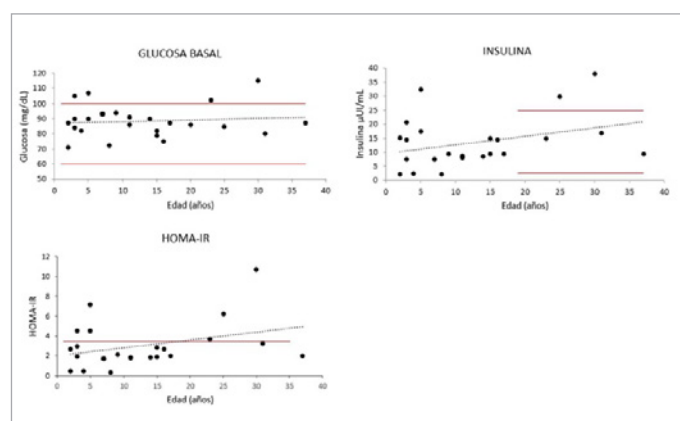 GLUCOSA BASAL
Glucosa (mg/dL)
120
110
100
90
80
70
60
50
0 5 10 15 20 25 30 35 40
Edad (años)
INSULINA
Insulina µUI/mL
40
35
30
25
20
15
10
5
0
0 5 10 15 20 25 30 35 40
Edad (años)
HOMA-IR
HOMA-IR
12
10
8
6
4
2
0
0 5 10 15 20 25 30 35 40
Edad (años)